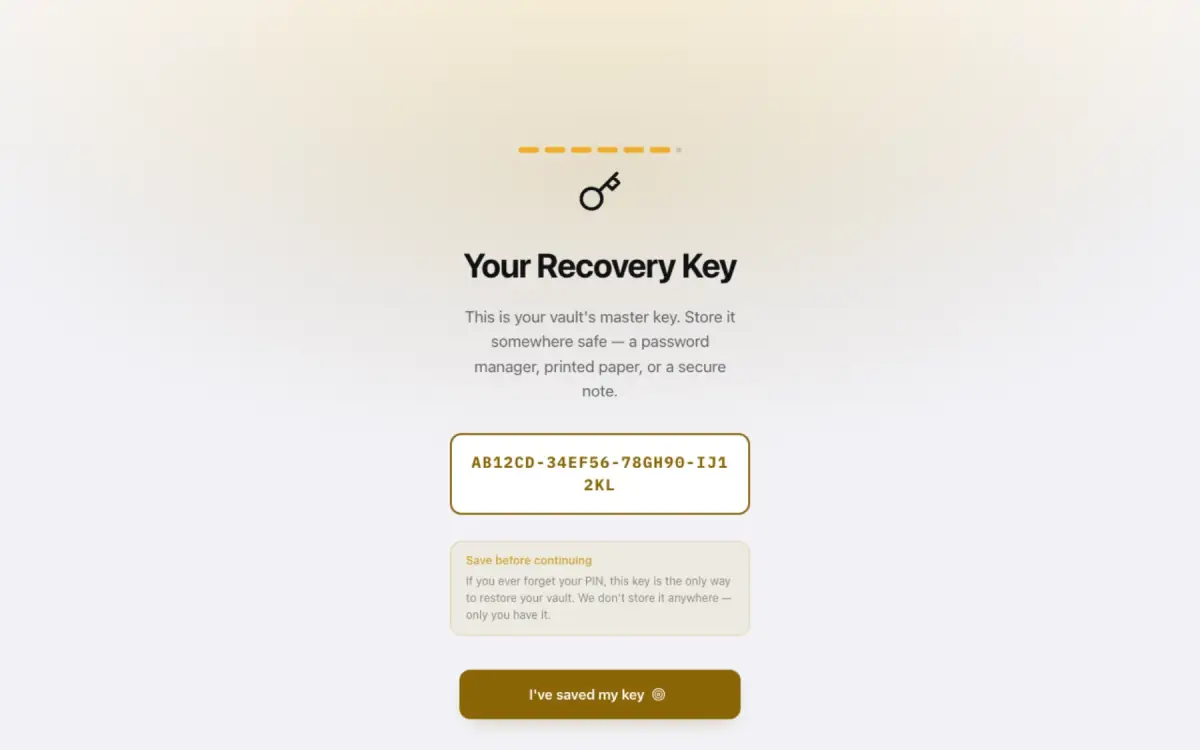 Your Recovery Key
This is your vault's master key. Store it
somewhere safe — a password
manager, printed paper, or a secure
note.
AB12CD-34EF56-78GH90-IJ1
2KL
Save before continuing
If you ever forget your PIN, this key is the only way
to restore your vault. We don't store it anywhere —
only you have it.
I've saved my key